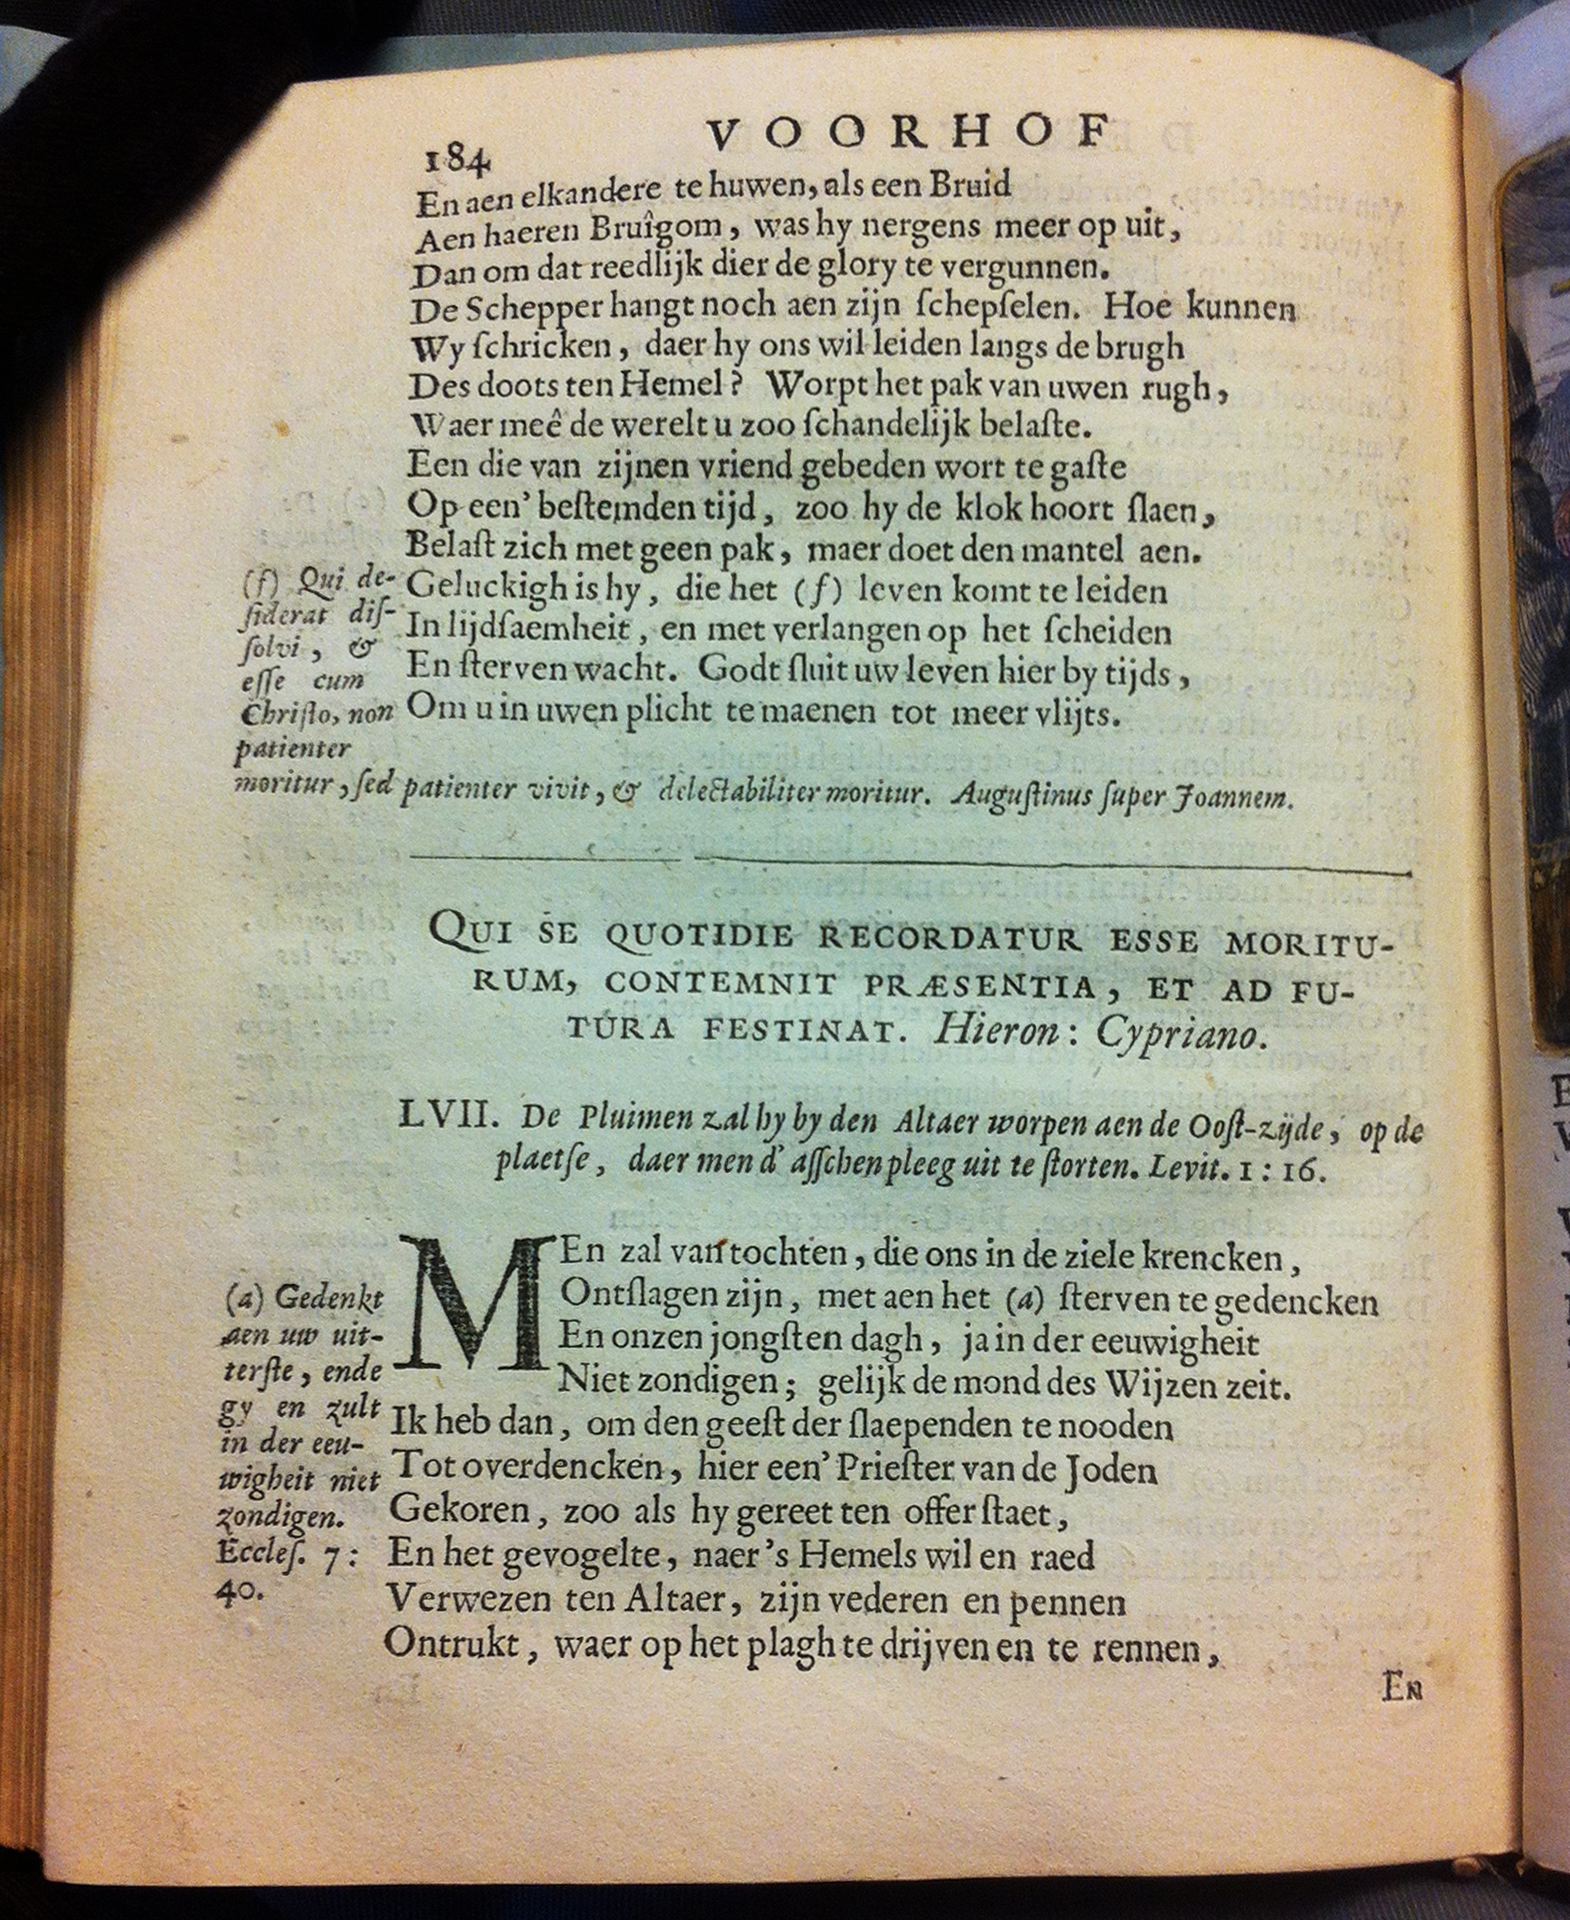 184 VOORHOF
En aen elkandere te huwen, als een Bruid
Aen haeren Bruîgom, was hy nergens meer op uit,
Dan om dat reedlijk dier de glory te vergunnen.
De Schepper hangt noch aen zijn ſchepſelen. Hoe kunnen
Wy ſchricken, daer hy ons wil leiden langs de brugh
Des doots ten Hemel? Worpt het pak van uwen rugh,
Waer meê de werelt u zoo ſchandelijk belaſte.
Een die van zijnen vriend gebeden wort te gaſte
Op een' beſtemden tijd, zoo hy de klok hoort ſlaen,
Belaſt zich met geen pak, maer doet den mantel aen.
Geluckigh is hy, die het (f) leven komt te leiden
In lijdſaemheit, en met verlangen op het ſcheiden
En ſterven wacht. Godt ſluit uw leven hier by tijds,
Om u in uwen plicht te maenen tot meer vlijts.
(f) Qui de-
ſiderat diſ-
ſolvi, &
eſſe cum
Chriſto, non
patienter
moritur, ſed patienter vivit, & delectabiliter moritur. Auguſtinus ſuper Joannem.
QUI SE QUOTIDIE RECORDATUR ESSE MORITU-
RUM, CONTEMNIT PRÆSENTIA, ET AD FU-
TURA FESTINAT. Hieron: Cypriano.
LVII. De Pluimen zal hy by den Altaer worpen aen de Ooſt-zijde, op de
plaetſe, daer men d' aſſchen pleeg uit te ſtorten. Levit. 1: 16.
MEn zal van tochten, die ons in de ziele krencken,
Ontſlagen zijn, met aen het (a) ſterven te gedencken
En onzen jongſten dagh, ja in der eeuwigheit
Niet zondigen; gelijk de mond des Wijzen zeit.
Ik heb dan, om den geeſt der ſlaependen te nooden
Tot overdencken, hier een' Prieſter van de Joden
Gekoren, zoo als hy gereet ten offer ſtaet,
En het gevogelte, naer 's Hemels wil en raed
Verwezen ten Altaer, zijn vederen en pennen
Ontrukt, waer op het plagh te drijven en te rennen,
(a) Gedenkt
aen uw uit-
terſte, ende
gy en zult
in der eeu-
wigheit niet
zondigen.
Eccleſ. 7:
40.
En